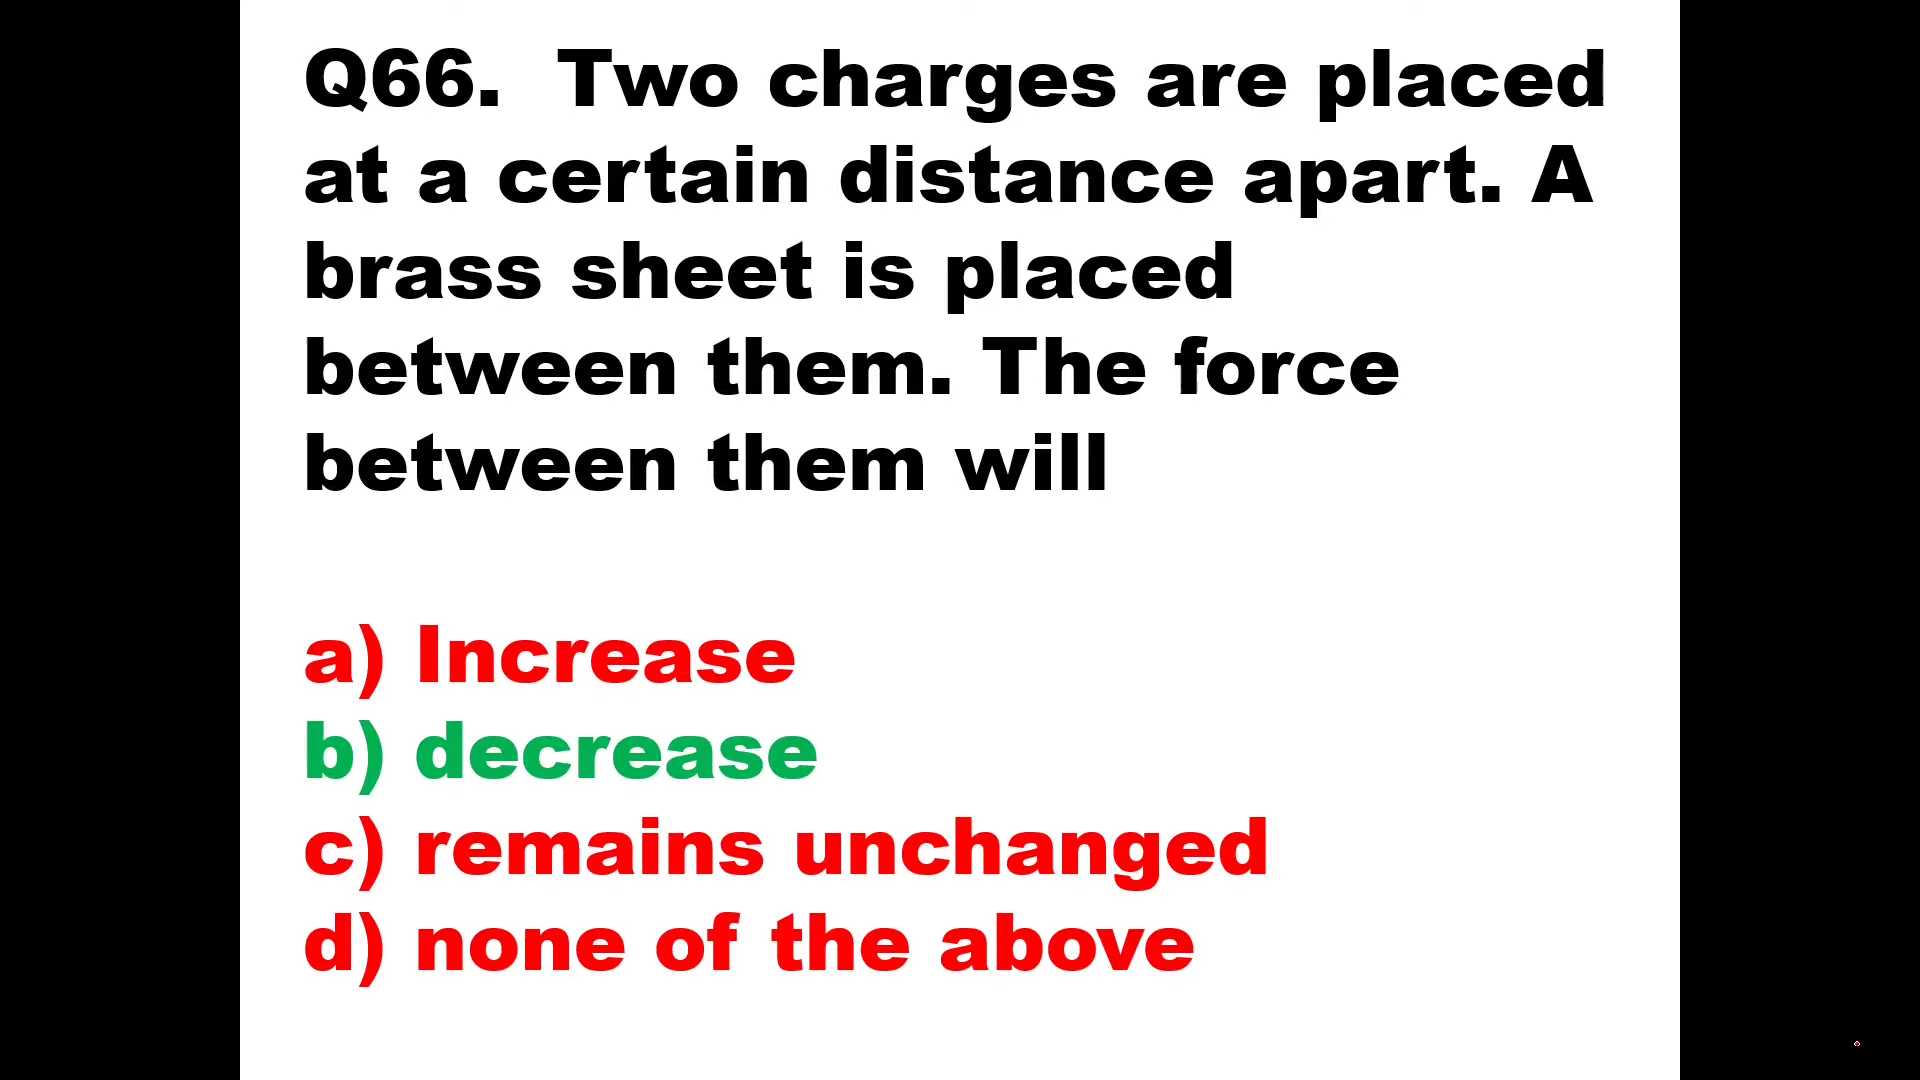 Q66.  Two charges are placed
at a certain distance apart. A
brass sheet is placed
between them. The force
between them will
a) Increase
b) decrease
c) remains unchanged
d) none of the above